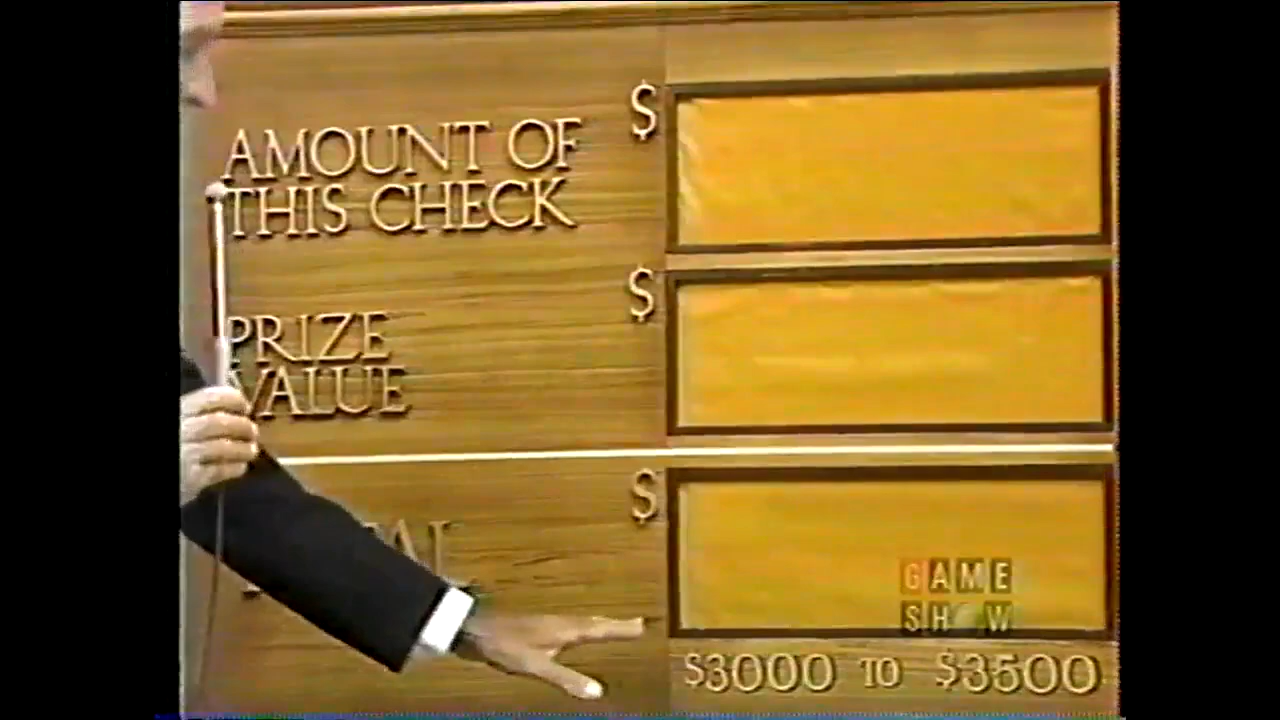 AMOUNT OF
THIS CHECK
$
PRIZE
VALUE
$
$
GAME
SHOW
$3000 TO $3500